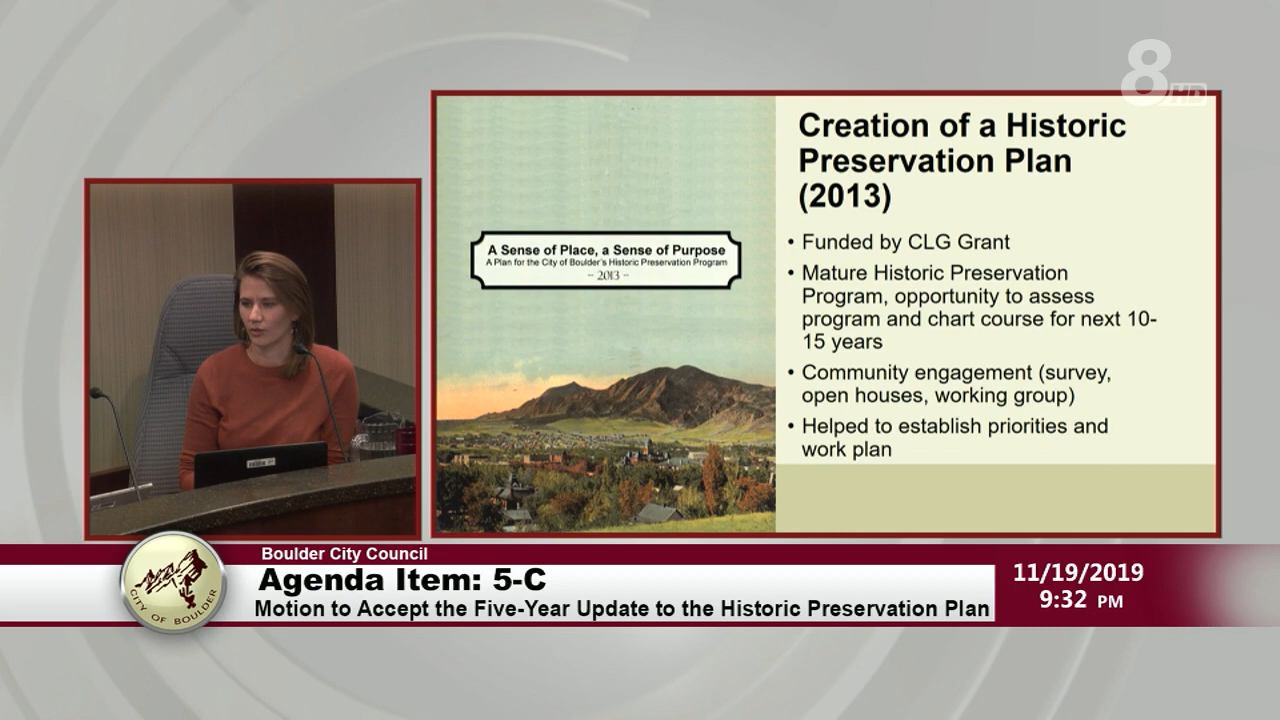 8HD
Creation of a Historic
Preservation Plan
(2013)
• Funded by CLG Grant
• Mature Historic Preservation
Program, opportunity to assess
program and chart course for next 10-
15 years
• Community engagement (survey,
open houses, working group)
• Helped to establish priorities and
work plan
A Sense of Place, a Sense of Purpose
A Plan for the City of Boulder's Historic Preservation Program
~ 2013 ~
Boulder City Council
Agenda Item: 5-C
Motion to Accept the Five-Year Update to the Historic Preservation Plan
11/19/2019
9:32 PM
CITY OF BOULDER